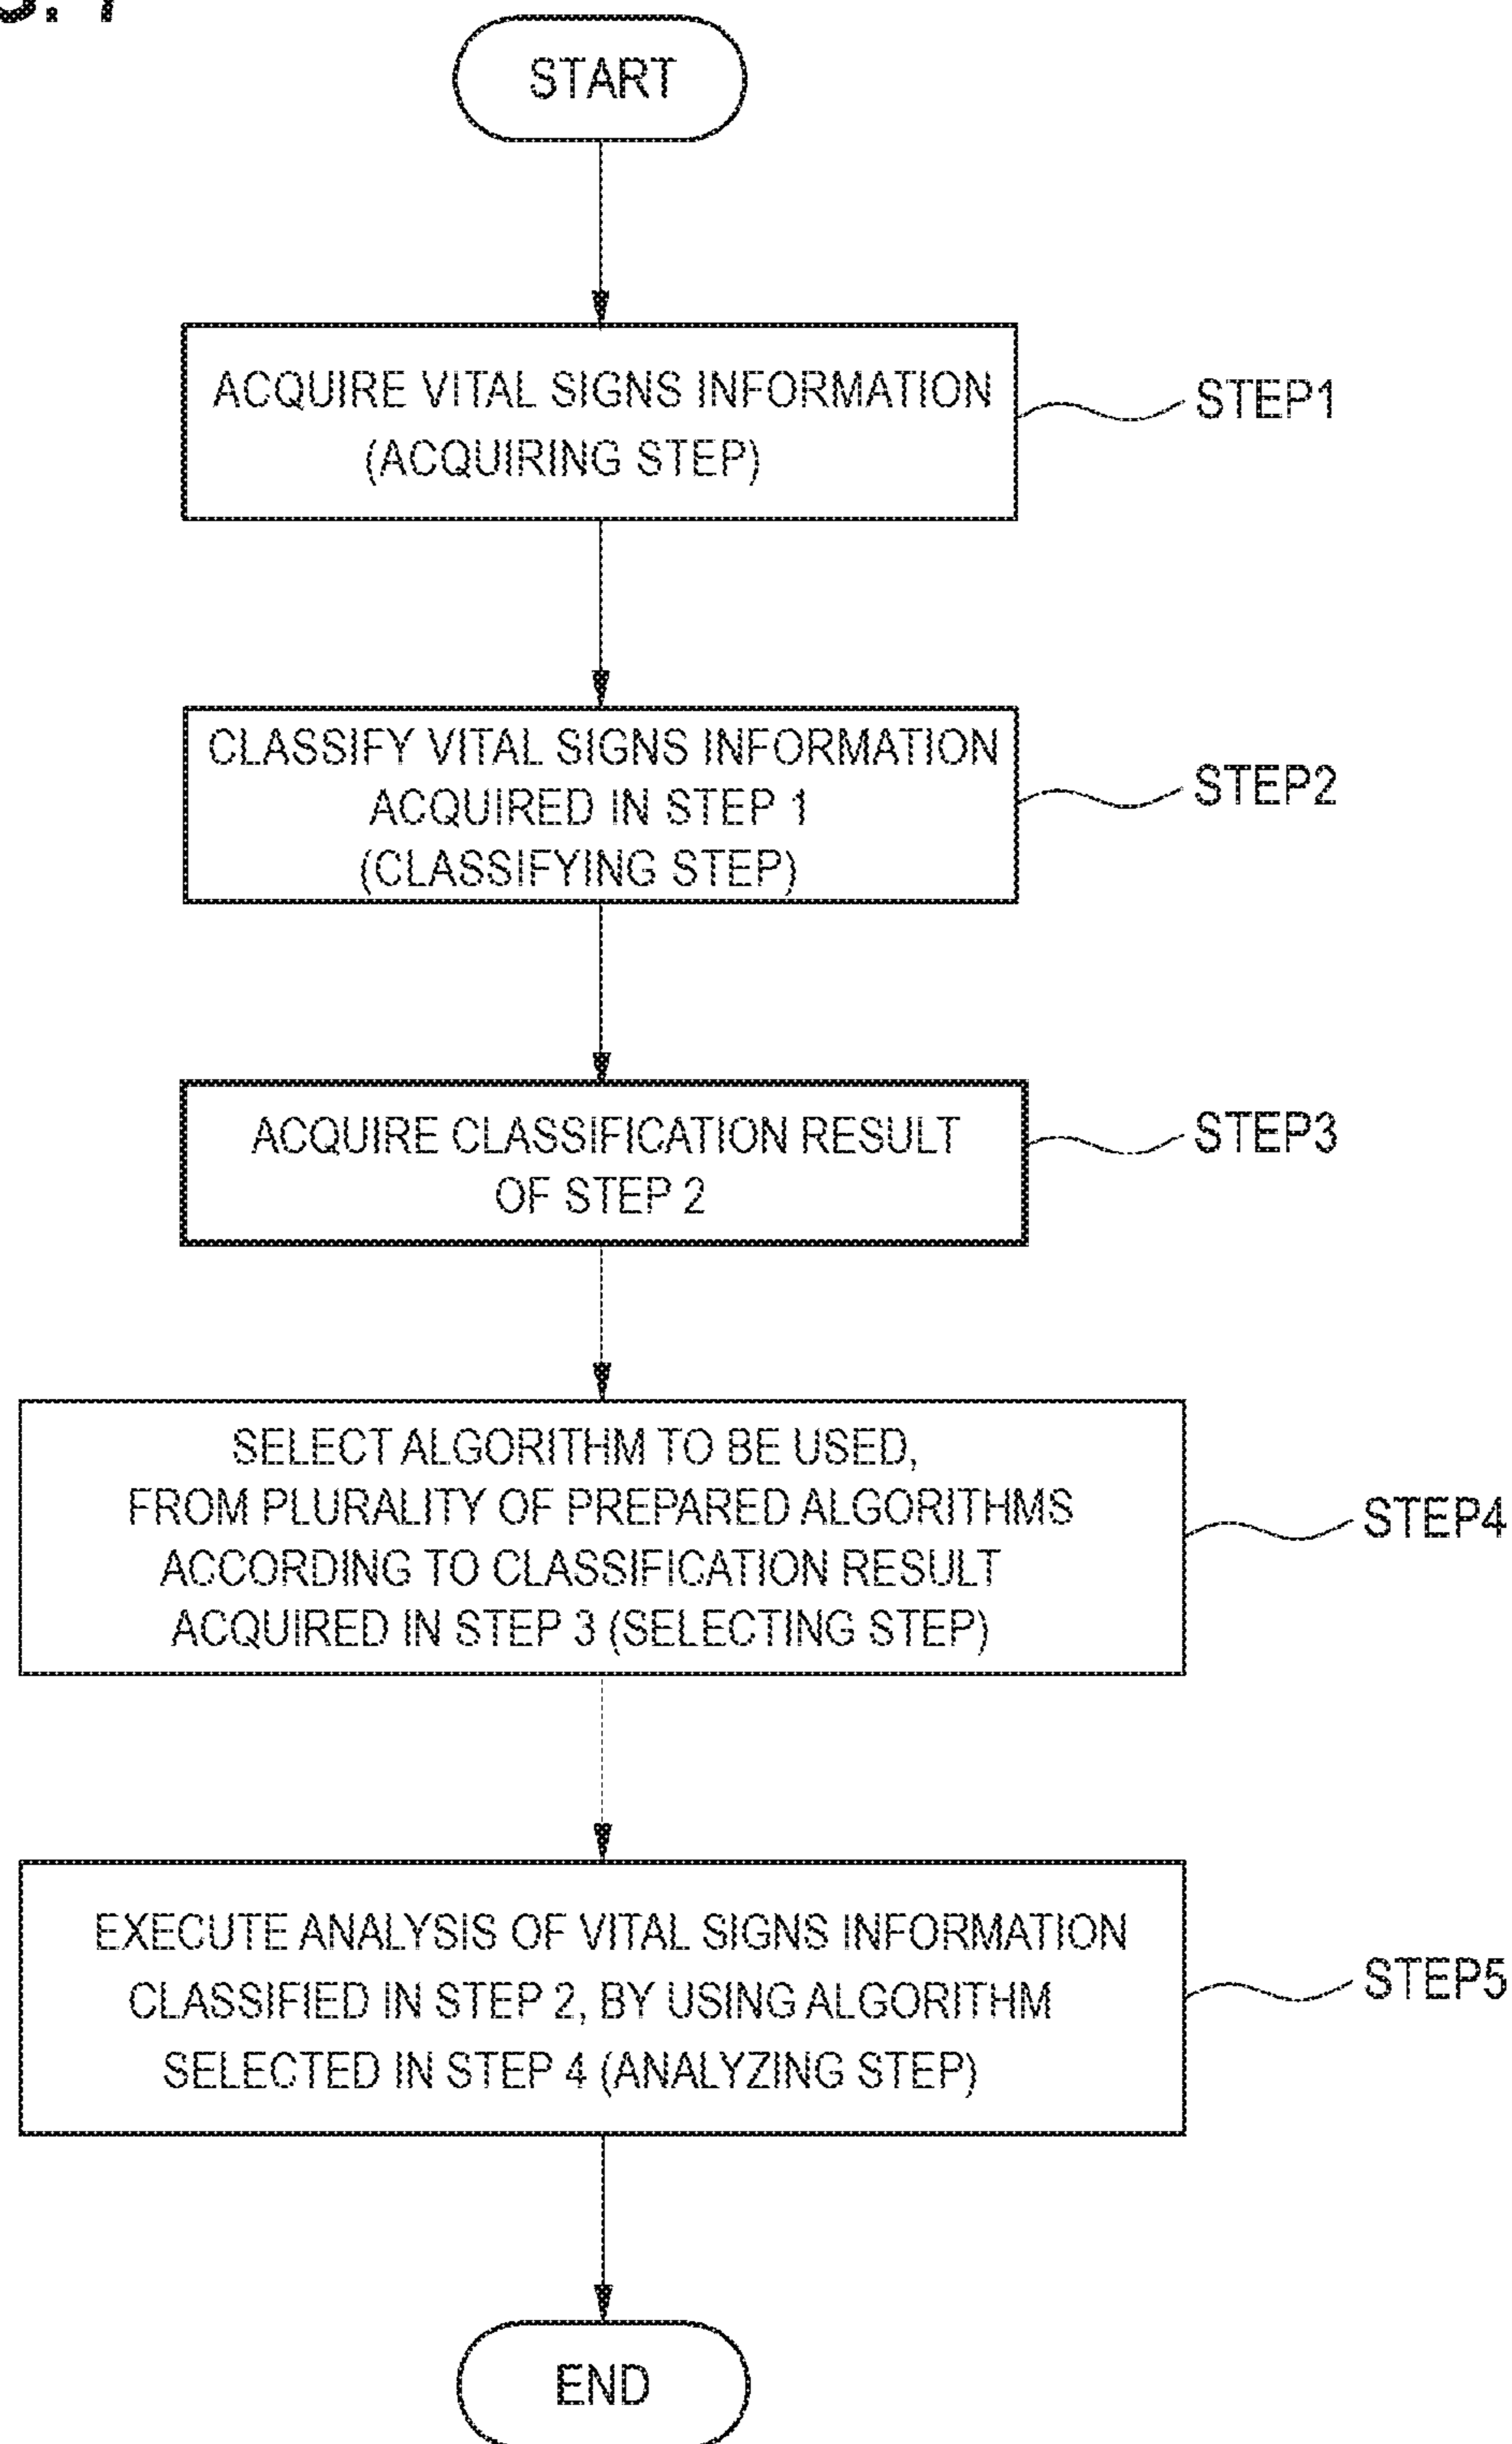 START
ACQUIRE VITAL SIGNS INFORMATION
(ACQUIRING STEP)
STEP1
CLASSIFY VITAL SIGNS INFORMATION
ACQUIRED IN STEP 1
(CLASSIFYING STEP)
STEP2
ACQUIRE CLASSIFICATION RESULT
OF STEP 2
STEP3
SELECT ALGORITHM TO BE USED,
FROM PLURALITY OF PREPARED ALGORITHMS
ACCORDING TO CLASSIFICATION RESULT
ACQUIRED IN STEP 3 (SELECTING STEP)
STEP4
EXECUTE ANALYSIS OF VITAL SIGNS INFORMATION
CLASSIFIED IN STEP 2, BY USING ALGORITHM
SELECTED IN STEP 4 (ANALYZING STEP)
STEP5
END